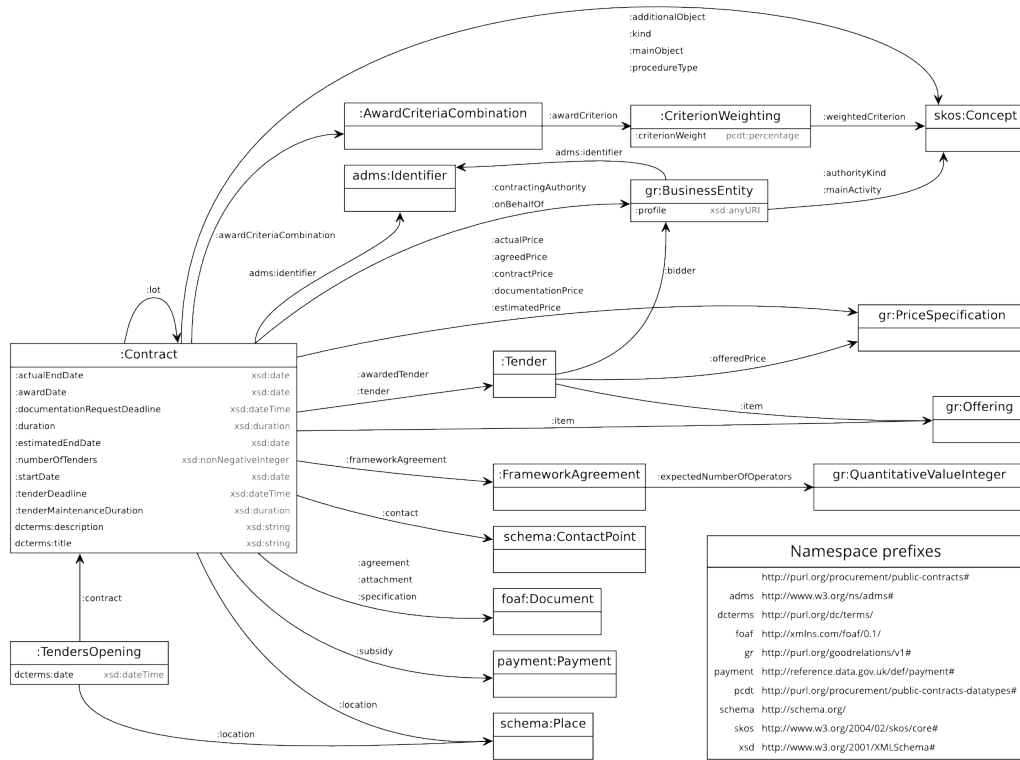 :additionalObject
:kind
:mainObject
:procedureType
:AwardCriteriaCombination
:awardCriterion
:CriterionWeighting
:criterionWeight pcdt:percentage
:weightedCriterion
skos:Concept
adms:identifier
adms:Identifier
:contractingAuthority
:onBehalfOf
gr:BusinessEntity
:profile xsd:anyURI
:authorityKind
:mainActivity
:awardCriteriaCombination
adms:identifier
:actualPrice
:agreedPrice
:contractPrice
:documentationPrice
:estimatedPrice
:bidder
:lot
gr:PriceSpecification
:Contract
:actualEndDate xsd:date
:awardDate xsd:date
:documentationRequestDeadline xsd:dateTime
:duration xsd:duration
:estimatedEndDate xsd:date
:numberOfTenders xsd:nonNegativeInteger
:startDate xsd:date
:tenderDeadline xsd:dateTime
:tenderMaintenanceDuration xsd:duration
dcterms:description xsd:string
dcterms:title xsd:string
:awardedTender
:tender
:Tender
:offeredPrice
:item
gr:Offering
:item
:frameworkAgreement
:FrameworkAgreement
:expectedNumberOfOperators
gr:QuantitativeValueInteger
:contact
schema:ContactPoint
:agreement
:attachment
:specification
foaf:Document
:contract
:subsidy
payment:Payment
:TendersOpening
dcterms:date xsd:dateTime
:location
:location
schema:Place
Namespace prefixes
http://purl.org/procurement/public-contracts#
adms http://www.w3.org/ns/adms#
dcterms http://purl.org/dc/terms/
foaf http://xmlns.com/foaf/0.1/
gr http://purl.org/goodrelations/v1#
payment http://reference.data.gov.uk/def/payment#
pcdt http://purl.org/procurement/public-contracts-datatypes#
schema http://schema.org/
skos http://www.w3.org/2004/02/skos/core#
xsd http://www.w3.org/2001/XMLSchema#